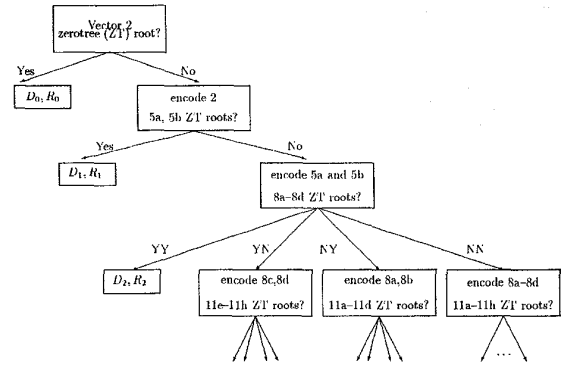 Vector 2
zerotree (ZT) root?
Yes
No
D₀, R₀
encode 2
5a, 5b ZT roots?
Yes
No
D₁, R₁
encode 5a and 5b
8a–8d ZT roots?
YY
YN
NY
NN
D₂, R₂
encode 8c,8d
11e–11h ZT roots?
encode 8a,8b
11a–11d ZT roots?
encode 8a–8d
11a–11h ZT roots?
...